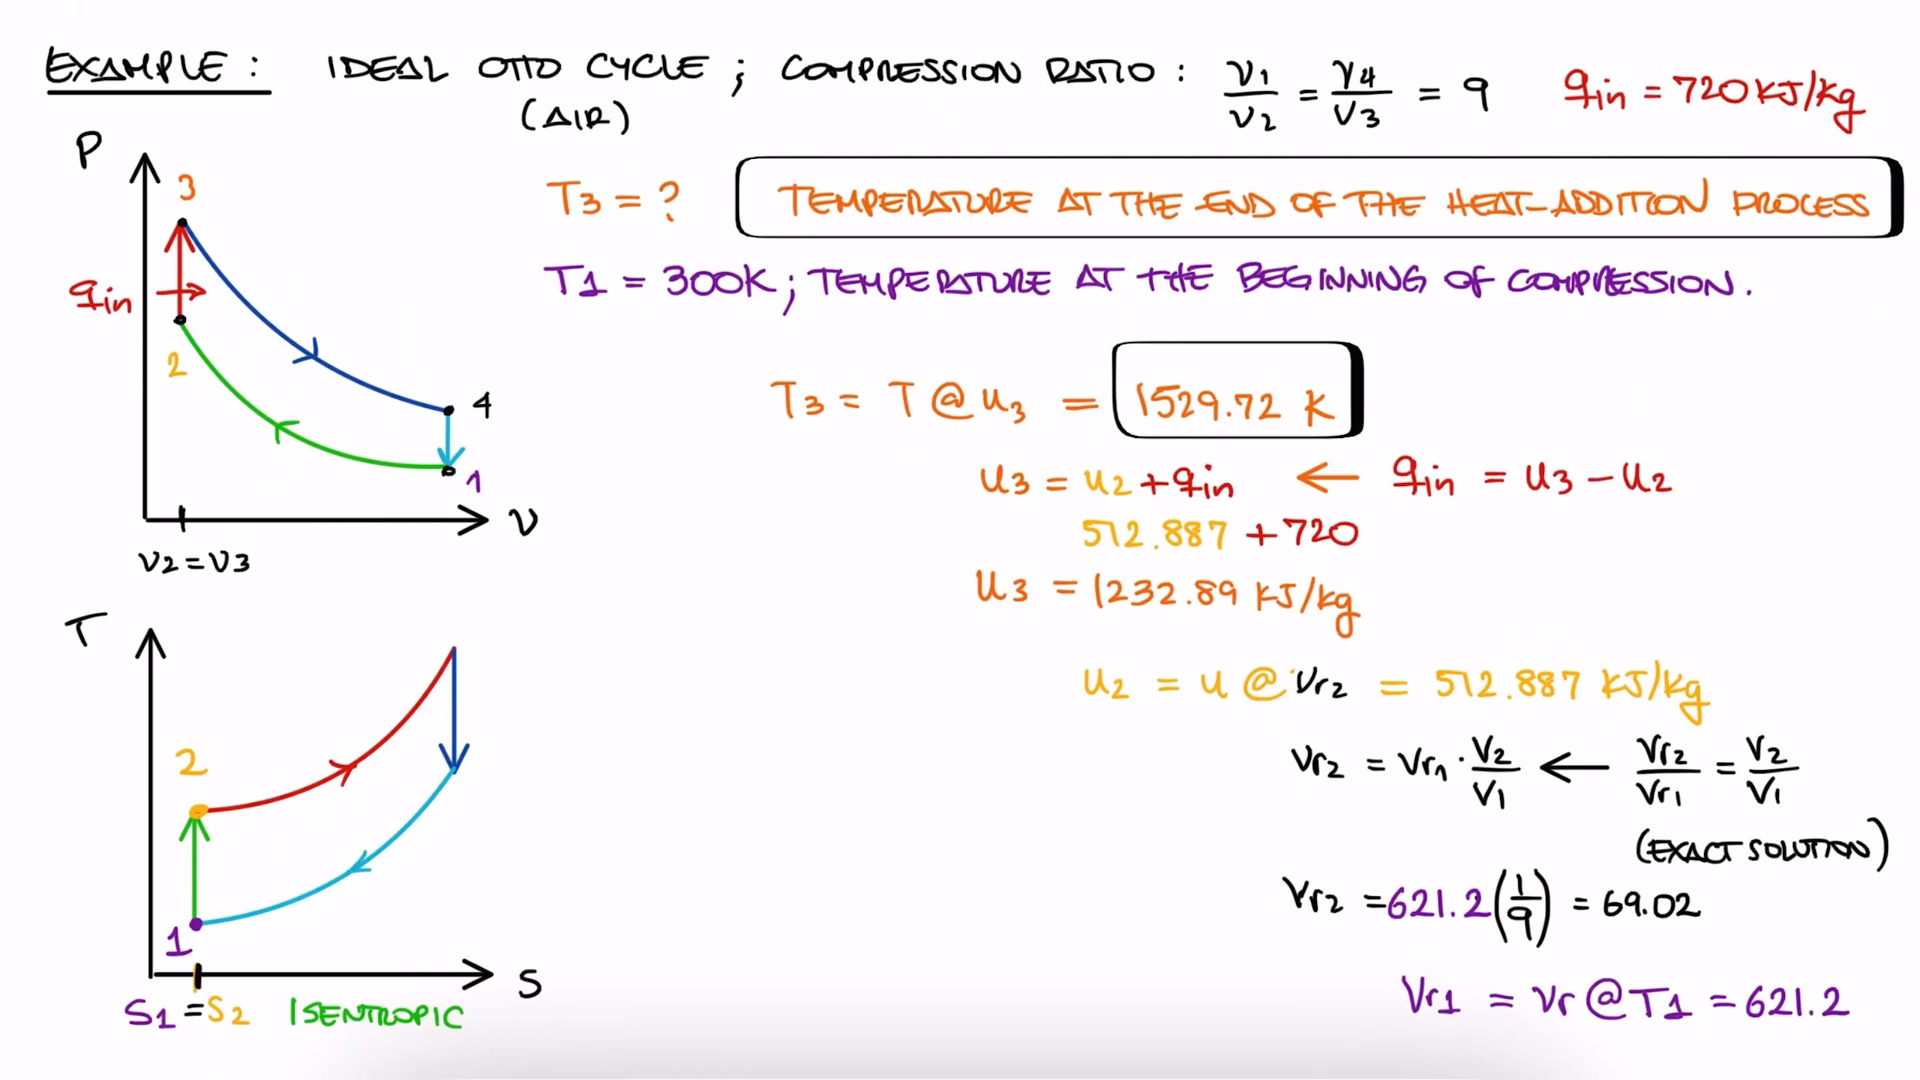 EXAMPLE : IDEAL OTTO CYCLE ; COMPRESSION RATIO : V1/V2 = V4/V3 = 9 qin = 720 KJ/kg
(AIR)
P
3
qin
2
4
1
V
V2 = V3
T3 = ? TEMPERATURE AT THE END OF THE HEAT-ADDITION PROCESS
T1 = 300K ; TEMPERATURE AT THE BEGINNING OF COMPRESSION.
T3 = T @ u3 = 1529.72 K
u3 = u2 + qin ← qin = u3 - u2
512.887 + 720
u3 = 1232.89 KJ/kg
u2 = u @ Vr2 = 512.887 KJ/kg
Vr2 = Vr1 · V2/V1 ← Vr2/Vr1 = V2/V1
(EXACT SOLUTION)
Vr2 = 621.2 (1/9) = 69.02
Vr1 = Vr @ T1 = 621.2
T
2
1
S
S1 = S2 ISENTROPIC